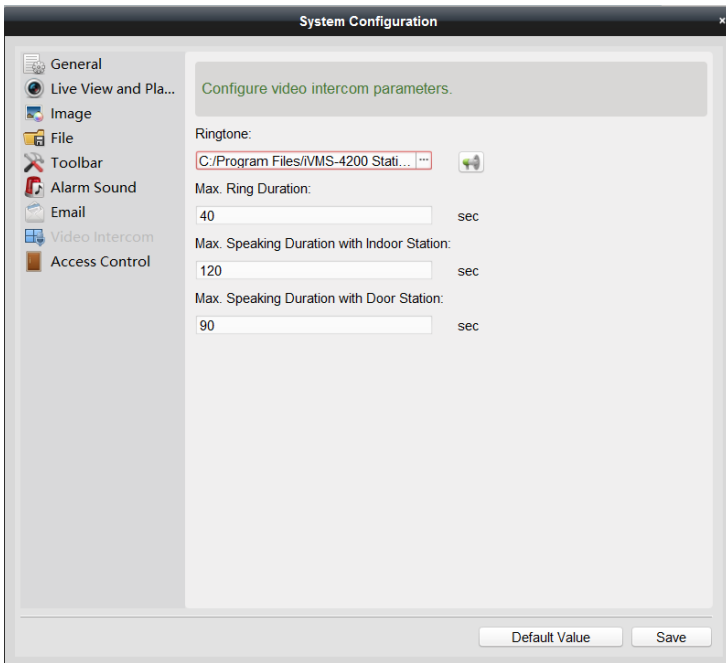 System Configuration
General
Live View and Pla...
Image
File
Toolbar
Alarm Sound
Email
Video Intercom
Access Control
Configure video intercom parameters.
Ringtone:
C:/Program Files/iVMS-4200 Stati... ...
Max. Ring Duration:
40 sec
Max. Speaking Duration with Indoor Station:
120 sec
Max. Speaking Duration with Door Station:
90 sec
Default Value Save